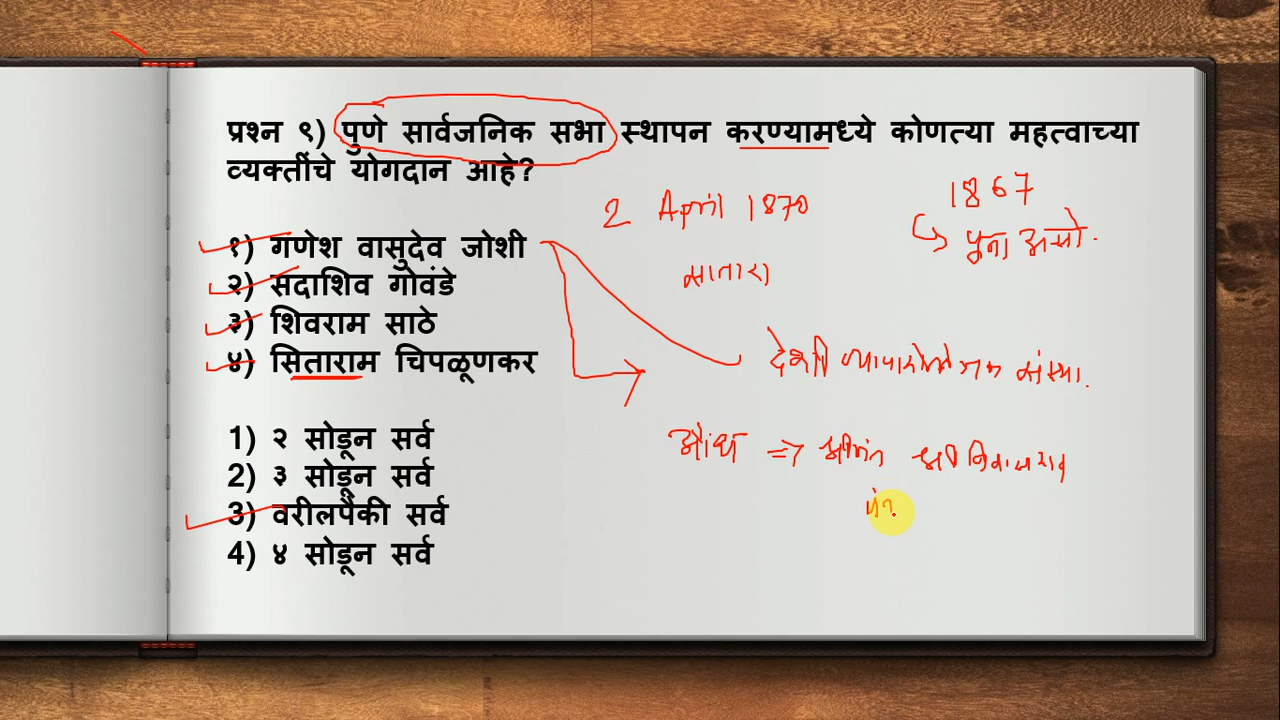 प्रश्न ९) पुणे सार्वजनिक सभा स्थापन करण्यामध्ये कोणत्या महत्वाच्या
व्यक्तींचे योगदान आहे?
2 April 1870
1867
पूना असो.
१) गणेश वासुदेव जोशी
२) सदाशिव गोवंडे
३) शिवराम साठे
४) सिताराम चिपळूणकर
सातारा
देशी व्यापारोत्तेजक संस्था.
औंध => श्रीमंत श्रीनिवासराव
1) २ सोडून सर्व
2) ३ सोडून सर्व
3) वरीलपैकी सर्व
4) ४ सोडून सर्व